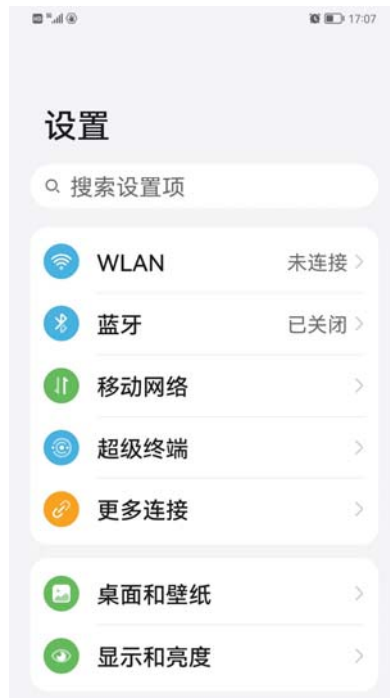 17:07
设置
搜索设置项
WLAN 未连接
蓝牙 已关闭
移动网络
超级终端
更多连接
桌面和壁纸
显示和亮度